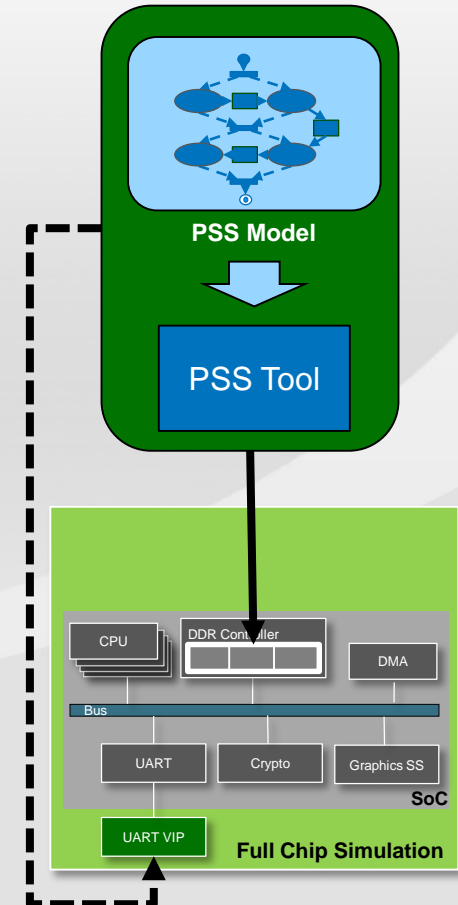 PSS Model
PSS Tool
CPU
DDR Controller
DMA
Bus
UART
Crypto
Graphics SS
SoC
UART VIP
Full Chip Simulation